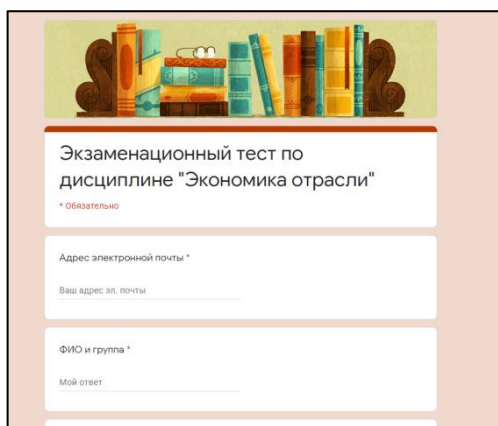 Экзаменационный тест по
дисциплине "Экономика отрасли"
* Обязательно
Адрес электронной почты *
Ваш адрес эл. почты
ФИО и группа *
Мой ответ